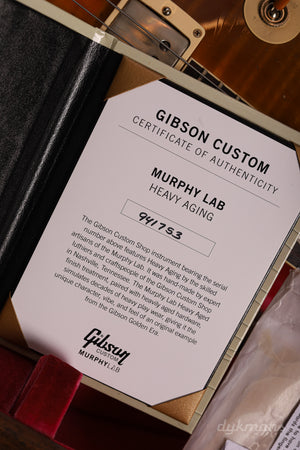 GIBSON CUSTOM
CERTIFICATE OF AUTHENTICITY
MURPHY LAB
HEAVY AGING
941753
The Gibson Custom Shop instrument bearing the serial
number above features Heavy Aging by the skilled
artisans of the Murphy Lab. It was hand-made by expert
luthiers and craftspeople of the Gibson Custom Shop
in Nashville, Tennessee. The Murphy Lab Heavy Aged
finish treatment, paired with heavily aged hardware,
simulates decades of heavy play wear, giving it the
unique character, vibe, and feel of an original example
from the Gibson Golden Era.
Gibson
CUSTOM
MURPHYLAB
dykmans